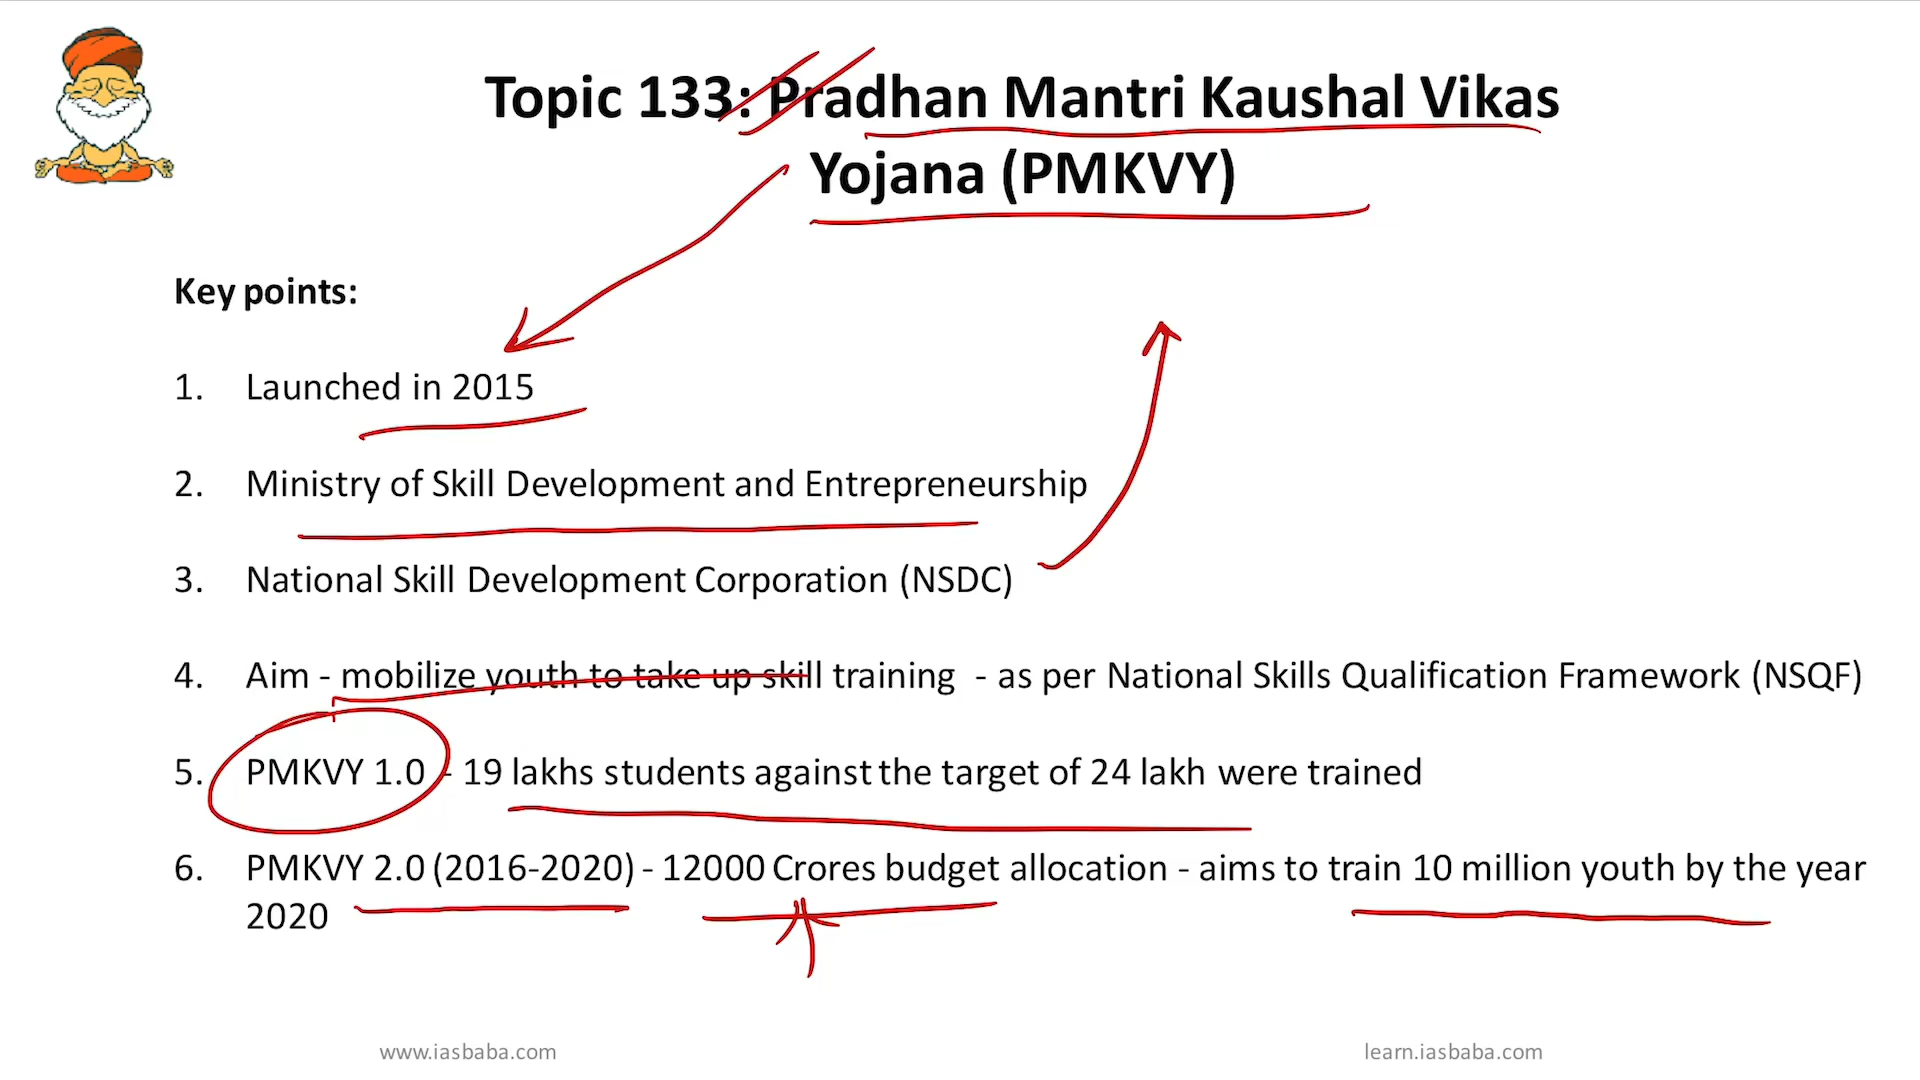 Topic 133: Pradhan Mantri Kaushal Vikas
Yojana (PMKVY)
Key points:
1. Launched in 2015
2. Ministry of Skill Development and Entrepreneurship
3. National Skill Development Corporation (NSDC)
4. Aim - mobilize youth to take up skill training - as per National Skills Qualification Framework (NSQF)
5. PMKVY 1.0 - 19 lakhs students against the target of 24 lakh were trained
6. PMKVY 2.0 (2016-2020) - 12000 Crores budget allocation - aims to train 10 million youth by the year
2020
www.iasbaba.com
learn.iasbaba.com